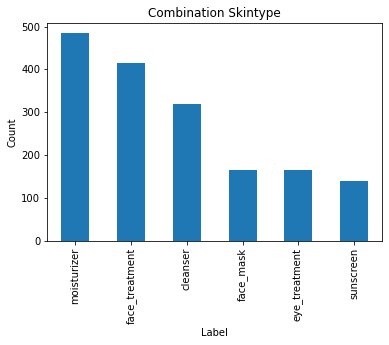 Combination Skintype
500
400
300
200
100
0
Count
moisturizer
face_treatment
cleanser
face_mask
eye_treatment
sunscreen
Label